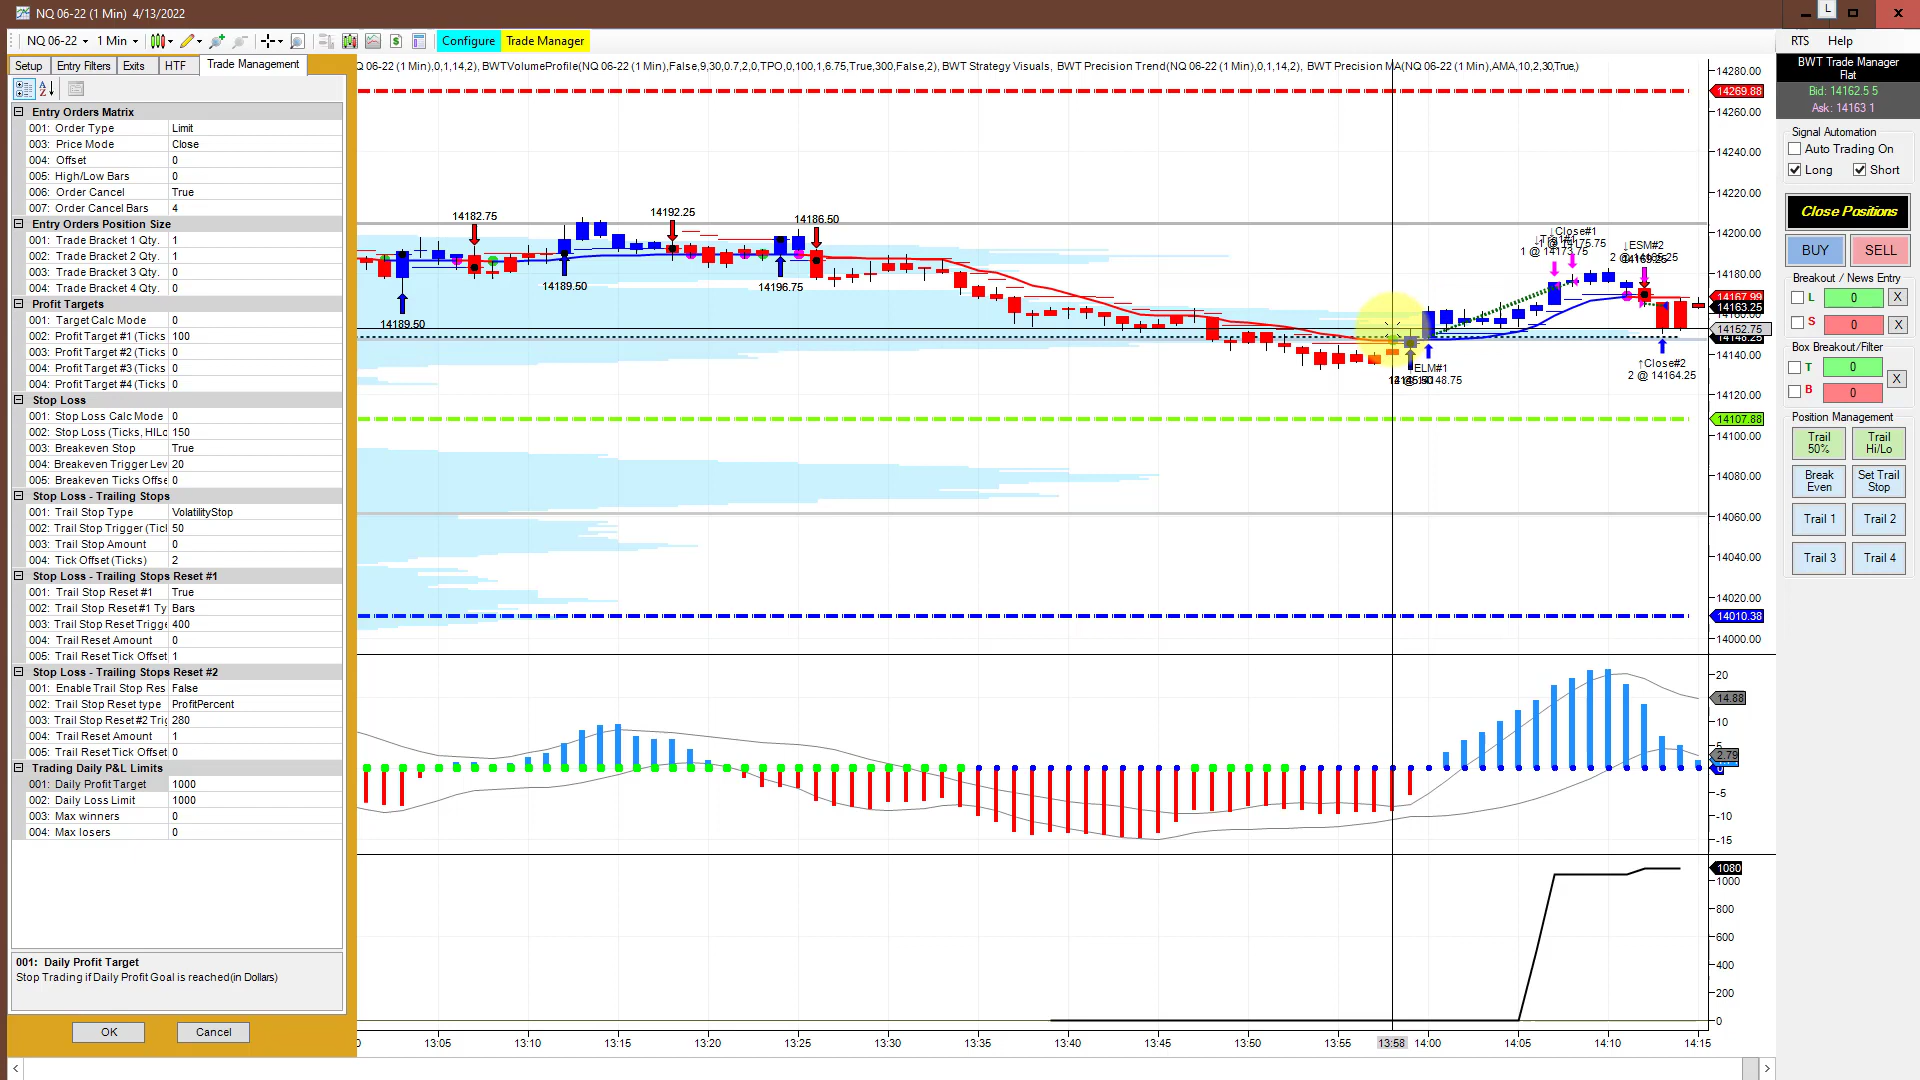 NQ 06-22 (1 Min)  4/13/2022
L
NQ 06-22  1 Min  Configure  Trade Manager
RTS  Help
Setup  Entry Filters  Exits  HTF  Trade Management
Q 06-22 (1 Min),0,1,14,2), BWTVolumeProfile(NQ 06-22 (1 Min),False,9,30,0.7,2,0,TPO,0,100,1,6.75,True,300,False,2), BWT Strategy Visuals, BWT Precision Trend(NQ 06-22 (1 Min),0,1,14,2), BWT Precision MA(NQ 06-22 (1 Min),AMA,10,2,30,True,)
Entry Orders Matrix
001: Order Type  Limit
003: Price Mode  Close
004: Offset  0
005: High/Low Bars  0
006: Order Cancel  True
007: Order Cancel Bars  4
Entry Orders Position Size
001: Trade Bracket 1 Qty.  1
002: Trade Bracket 2 Qty.  1
003: Trade Bracket 3 Qty.  0
004: Trade Bracket 4 Qty.  0
Profit Targets
001: Target Calc Mode  0
002: Profit Target #1 (Ticks  100
003: Profit Target #2 (Ticks  0
004: Profit Target #3 (Ticks  0
004: Profit Target #4 (Ticks  0
Stop Loss
001: Stop Loss Calc Mode  0
002: Stop Loss (Ticks, HILo  150
003: Breakeven Stop  True
004: Breakeven Trigger Lev  20
005: Breakeven Ticks Offse  0
Stop Loss - Trailing Stops
001: Trail Stop Type  VolatilityStop
002: Trail Stop Trigger (Ticl  50
003: Trail Stop Amount  0
004: Tick Offset (Ticks)  2
Stop Loss - Trailing Stops Reset #1
001: Trail Stop Reset #1  True
002: Trail Stop Reset #1 Ty  Bars
003: Trail Stop Reset Trigge  400
004: Trail Reset Amount  0
005: Trail Reset Tick Offset  1
Stop Loss - Trailing Stops Reset #2
001: Enable Trail Stop Res  False
002: Trail Stop Reset type  ProfitPercent
003: Trail Stop Reset #2 Trig  280
004: Trail Reset Amount  1
005: Trail Reset Tick Offset  0
Trading Daily P&L Limits
001: Daily Profit Target  1000
002: Daily Loss Limit  1000
003: Max winners  0
004: Max losers  0
001: Daily Profit Target
Stop Trading if Daily Profit Goal is reached(in Dollars)
OK  Cancel
14182.75
14189.50
14189.50
14192.25
14196.75
14186.50
ELM#1
↓Close#1
1 @ 14173.75
↓ESM#2
↑Close#2
2 @ 14164.25
14280.00
14269.88
14260.00
14240.00
14220.00
14200.00
14180.00
14167.99
14163.25
14152.75
14148.25
14140.00
14120.00
14107.88
14100.00
14080.00
14060.00
14040.00
14020.00
14010.38
14000.00
20
14.88
10
2.79
-5
-10
-15
1080
1000
800
600
400
200
0
13:05  13:10  13:15  13:20  13:25  13:30  13:35  13:40  13:45  13:50  13:55  13:58  14:00  14:05  14:10  14:15
BWT Trade Manager
Flat
Bid: 14162.5 5
Ask: 14163 1
Signal Automation
Auto Trading On
Long  Short
Close Positions
BUY  SELL
Breakout / News Entry
L  0  X
S  0  X
Box Breakout/Filter
T  0
X
B  0
Position Management
Trail 50%  Trail Hi/Lo
Break Even  Set Trail Stop
Trail 1  Trail 2
Trail 3  Trail 4